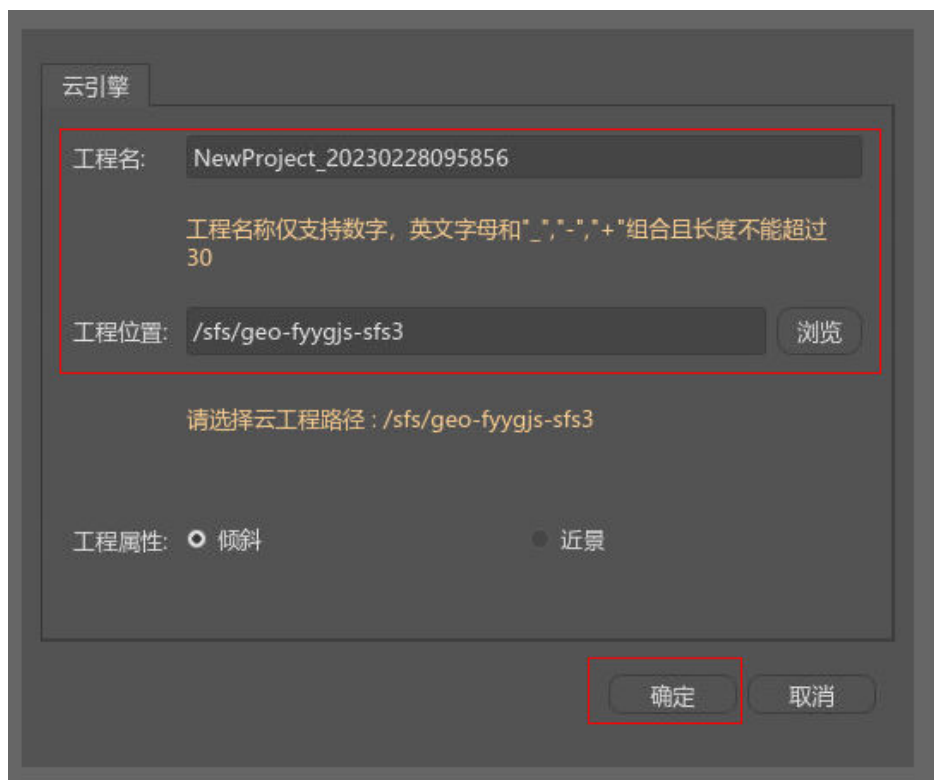 云引擎
工程名: NewProject_20230228095856
工程名称仅支持数字，英文字母和"_","-","+"组合且长度不能超过
30
工程位置: /sfs/geo-fyygjs-sfs3 浏览
请选择云工程路径 : /sfs/geo-fyygjs-sfs3
工程属性: 倾斜 近景
确定 取消